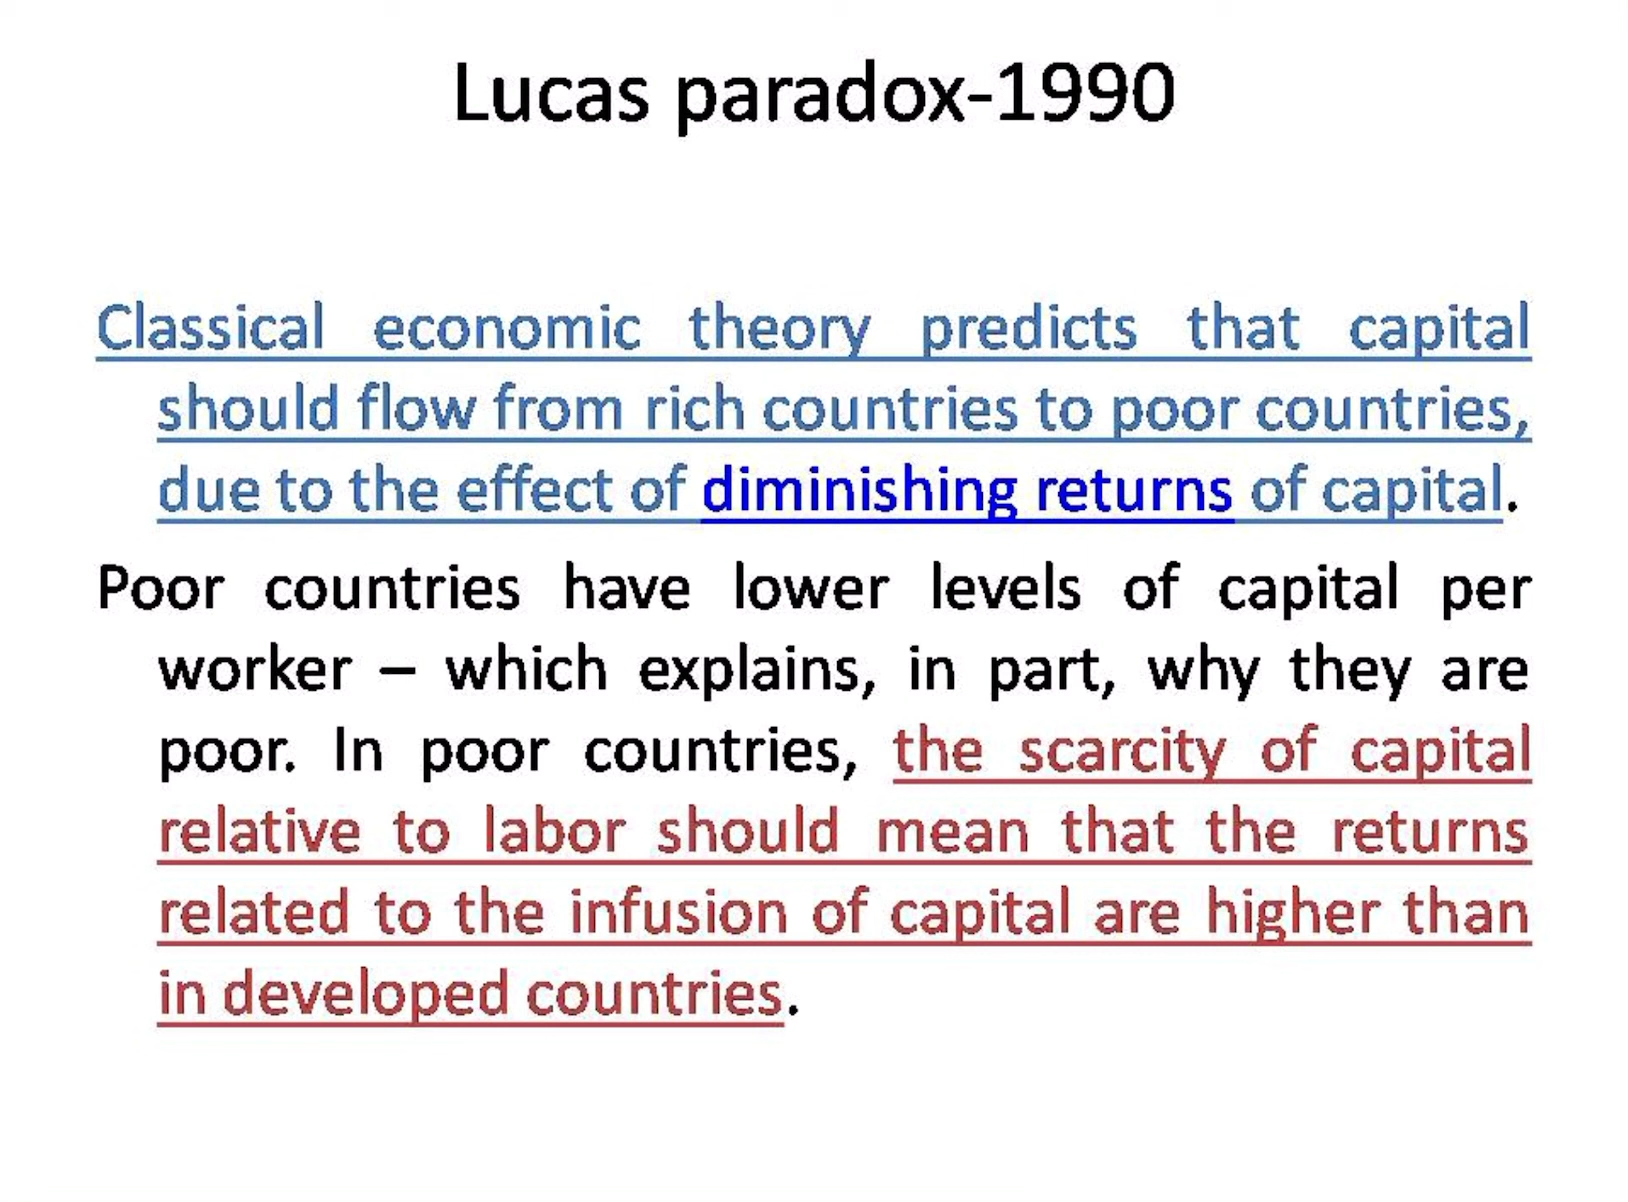 Lucas paradox-1990
Classical economic theory predicts that capital
should flow from rich countries to poor countries,
due to the effect of diminishing returns of capital.
Poor countries have lower levels of capital per
worker – which explains, in part, why they are
poor. In poor countries, the scarcity of capital
relative to labor should mean that the returns
related to the infusion of capital are higher than
in developed countries.